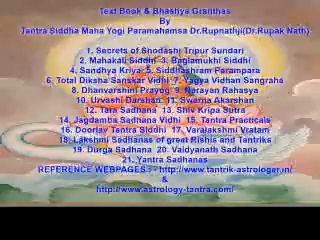 Text Book & Bhashya Granthas
By
Tantra Siddha Maha Yogi Paramahamsa Dr.Rupnathji(Dr.Rupak Nath)
1. Secrets of Shodashi Tripur Sundari
2. Mahakali Siddhi 3. Baglamukhi Siddhi
4. Sandhya Kriya 5. Siddhashram Parampara
6. Total Diksha Sanskar Vidhi 7. Yagya Vidhan Sangraha
8. Dhanvarshini Prayog 9. Narayan Rahasya
10. Urvashi Darshan 11. Swarna Akarshan
12. Tara Sadhana 13. Shiv Kripa Sutra
14. Jagdamba Sadhana Vidhi 15. Tantra Practicals
16. Doorlav Tantra Siddhi 17. Varalakshmi Vratam
18. Lakshmi Sadhanas of great Rishis and Tantriks
19. Durga Sadhana 20. Vaidyanath Sadhana
21. Yantra Sadhanas
REFERENCE WEBPAGES : - http://www.tantrik-astrologer.in/
&
http://www.astrology-tantra.com/